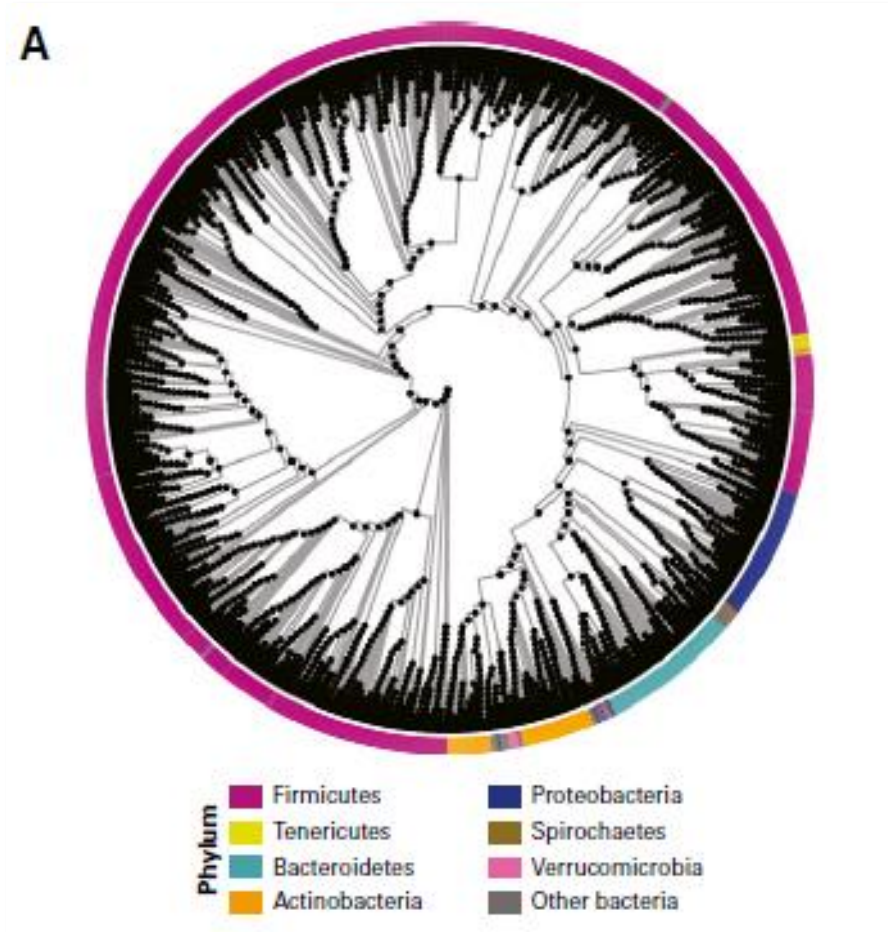 A
Phylum
Firmicutes
Tenericutes
Bacteroidetes
Actinobacteria
Proteobacteria
Spirochaetes
Verrucomicrobia
Other bacteria